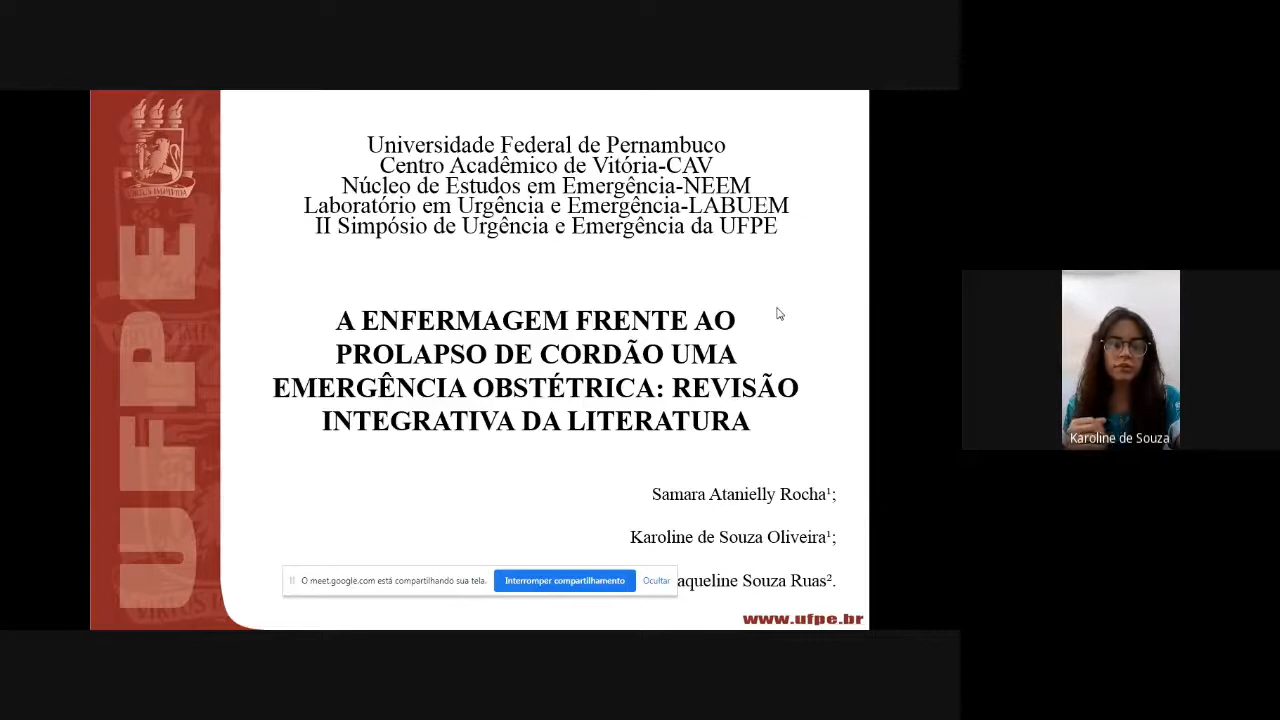 UFPE
VIRTUS IMPAVIDA
Universidade Federal de Pernambuco
Centro Acadêmico de Vitória-CAV
Núcleo de Estudos em Emergência-NEEM
Laboratório em Urgência e Emergência-LABUEM
II Simpósio de Urgência e Emergência da UFPE
A ENFERMAGEM FRENTE AO
PROLAPSO DE CORDÃO UMA
EMERGÊNCIA OBSTÉTRICA: REVISÃO
INTEGRATIVA DA LITERATURA
Samara Atanielly Rocha¹;
Karoline de Souza Oliveira¹;
aqueline Souza Ruas².
O meet.google.com está compartilhando sua tela.
Interromper compartilhamento
Ocultar
www.ufpe.br
Karoline de Souza